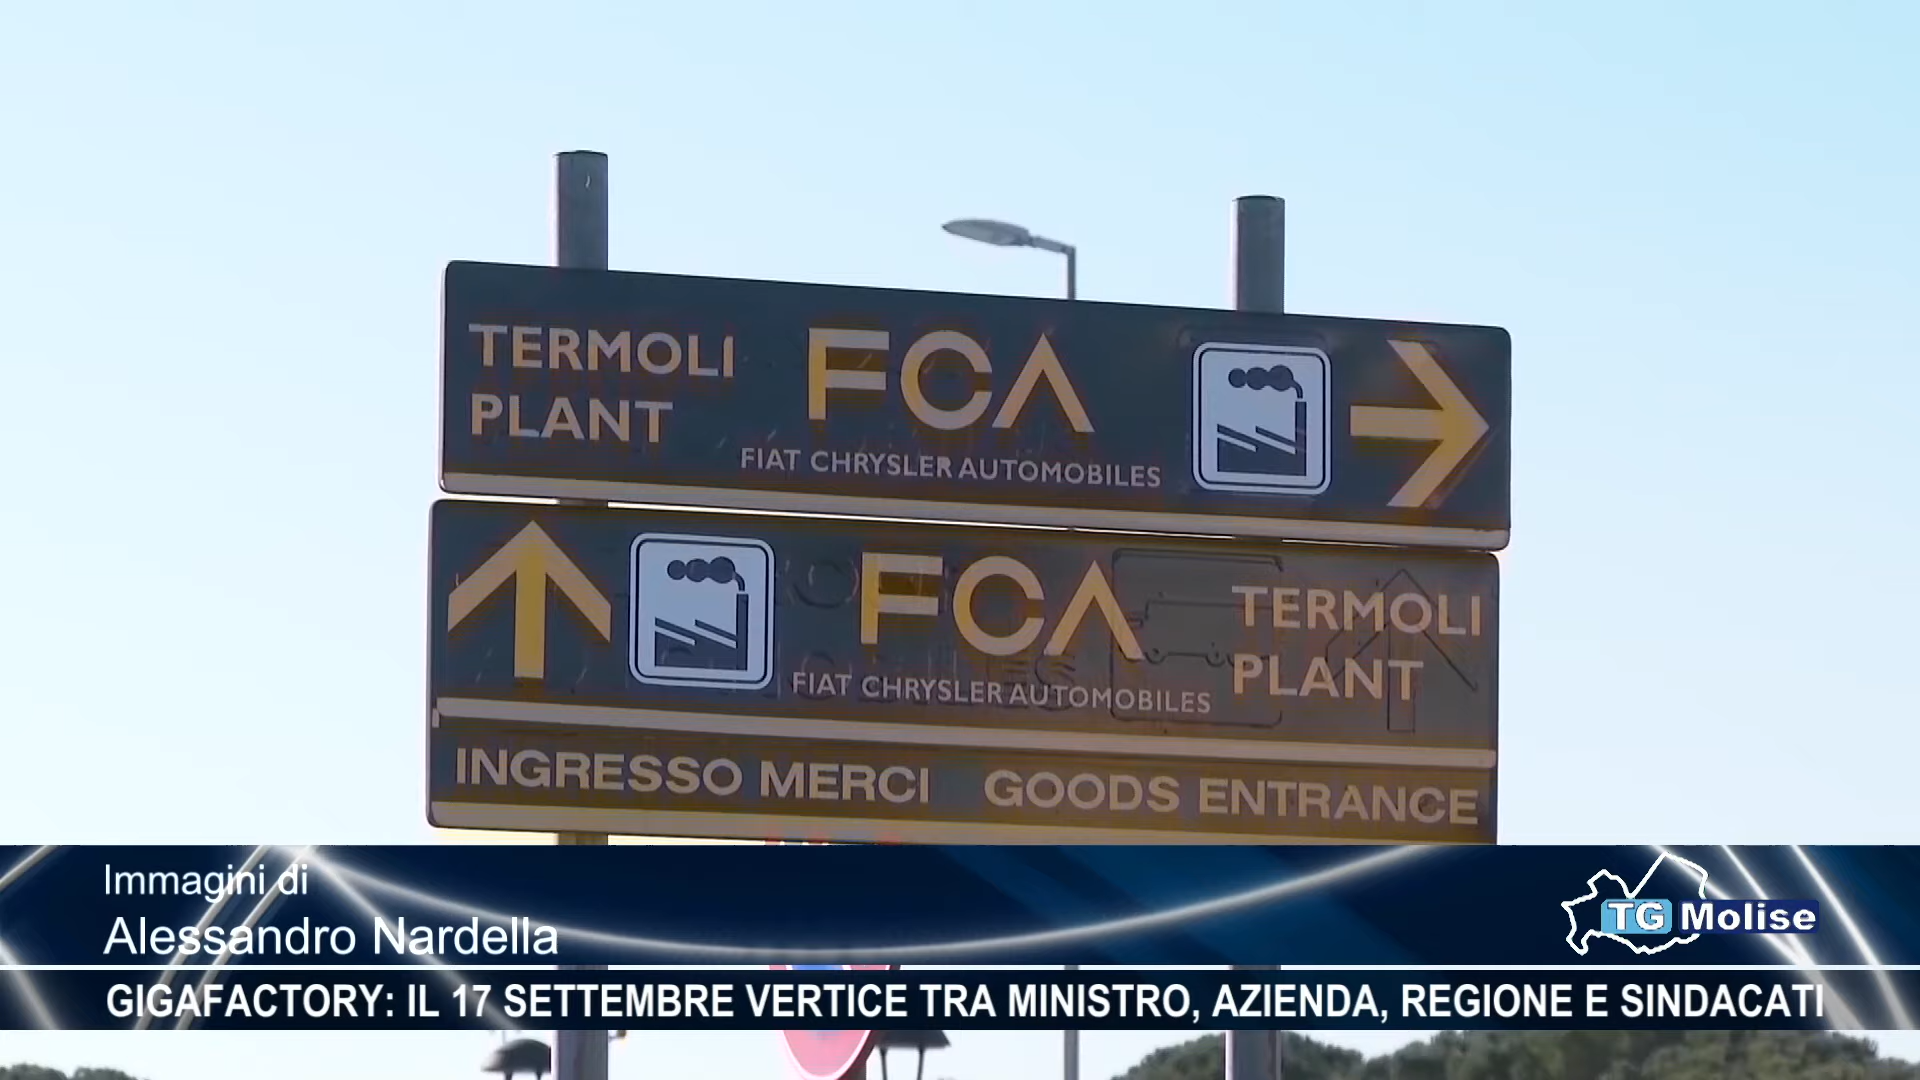 TERMOLI
PLANT
FCA
FIAT CHRYSLER AUTOMOBILES
FCA
FIAT CHRYSLER AUTOMOBILES
TERMOLI
PLANT
INGRESSO MERCI GOODS ENTRANCE
Immagini di
Alessandro Nardella
TG Molise
GIGAFACTORY: IL 17 SETTEMBRE VERTICE TRA MINISTRO, AZIENDA, REGIONE E SINDACATI